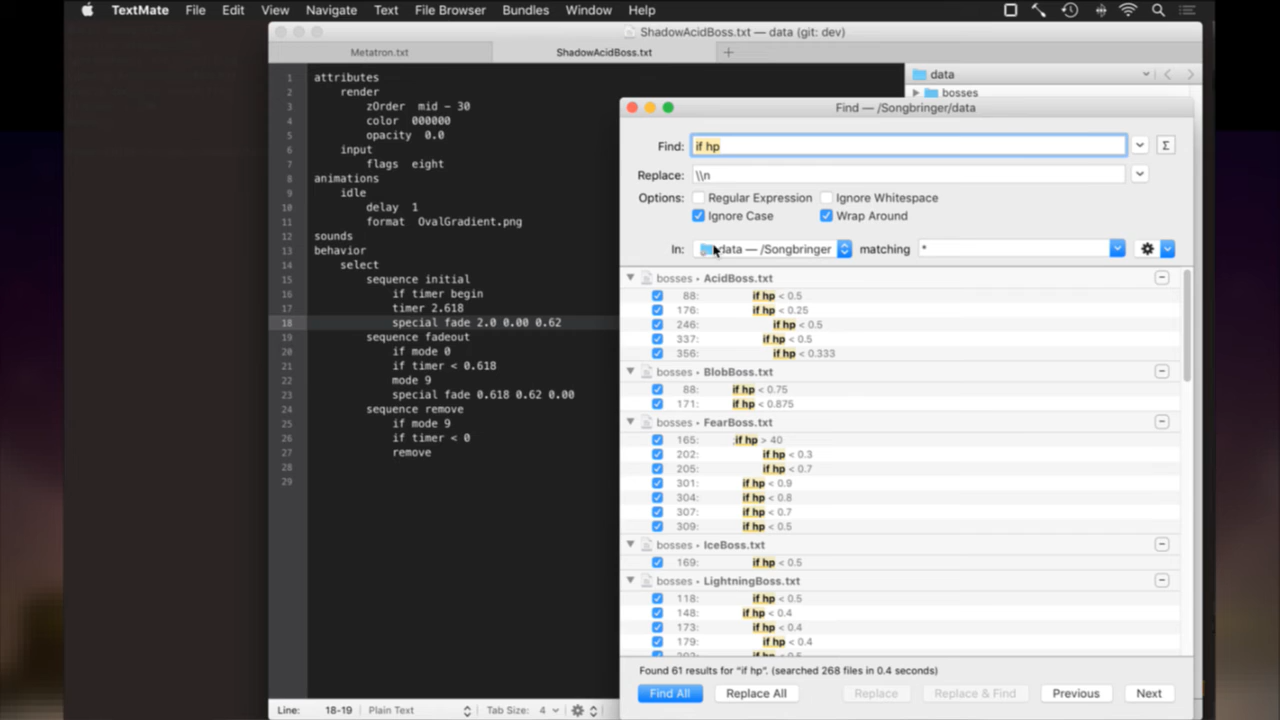 TextMate File Edit View Navigate Text File Browser Bundles Window Help
ShadowAcidBoss.txt — data (git: dev)
Metatron.txt ShadowAcidBoss.txt +
1 attributes
2 render
3 zOrder mid - 30
4 color 000000
5 opacity 0.0
6 input
7 flags eight
8 animations
9 idle
10 delay 1
11 format OvalGradient.png
12 sounds
13 behavior
14 select
15 sequence initial
16 if timer begin
17 timer 2.618
18 special fade 2.0 0.00 0.62
19 sequence fadeout
20 if mode 0
21 if timer < 0.618
22 mode 9
23 special fade 0.618 0.62 0.00
24 sequence remove
25 if mode 9
26 if timer < 0
27 remove
28
29
Line: 18-19 Plain Text Tab Size: 4
data
bosses
Find — /Songbringer/data
Find: if hp Σ
Replace: \\n
Options: Regular Expression Ignore Whitespace
Ignore Case Wrap Around
In: data — /Songbringer matching *
bosses • AcidBoss.txt
88: if hp < 0.5
176: if hp < 0.25
246: if hp < 0.5
337: if hp < 0.5
356: if hp < 0.333
bosses • BlobBoss.txt
88: if hp < 0.75
171: if hp < 0.875
bosses • FearBoss.txt
165: ;if hp > 40
202: if hp < 0.3
205: if hp < 0.7
301: if hp < 0.9
304: if hp < 0.8
307: if hp < 0.7
309: if hp < 0.5
bosses • IceBoss.txt
169: if hp < 0.5
bosses • LightningBoss.txt
118: if hp < 0.5
148: if hp < 0.4
173: if hp < 0.4
179: if hp < 0.4
Found 61 results for “if hp”. (searched 268 files in 0.4 seconds)
Find All Replace All Replace Replace & Find Previous Next